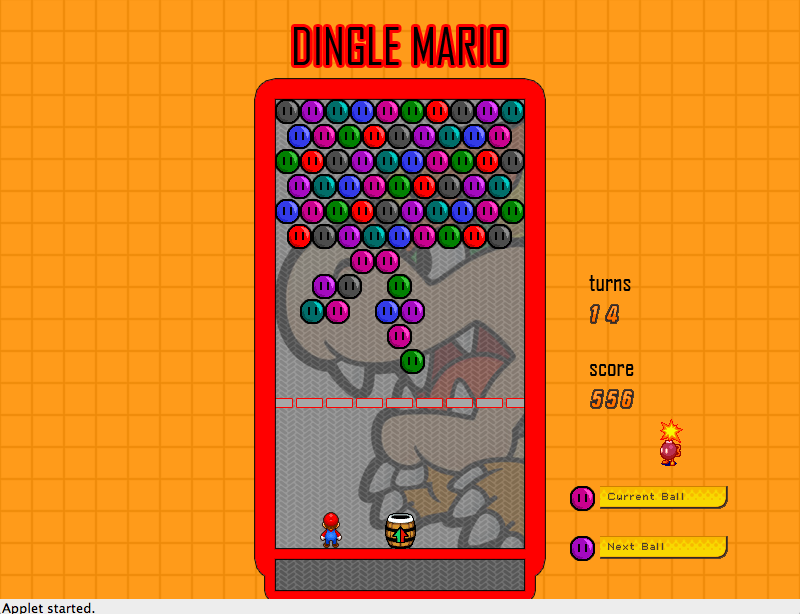 DINGLE MARIO
turns
14
score
556
Current Ball
Next Ball
Applet started.